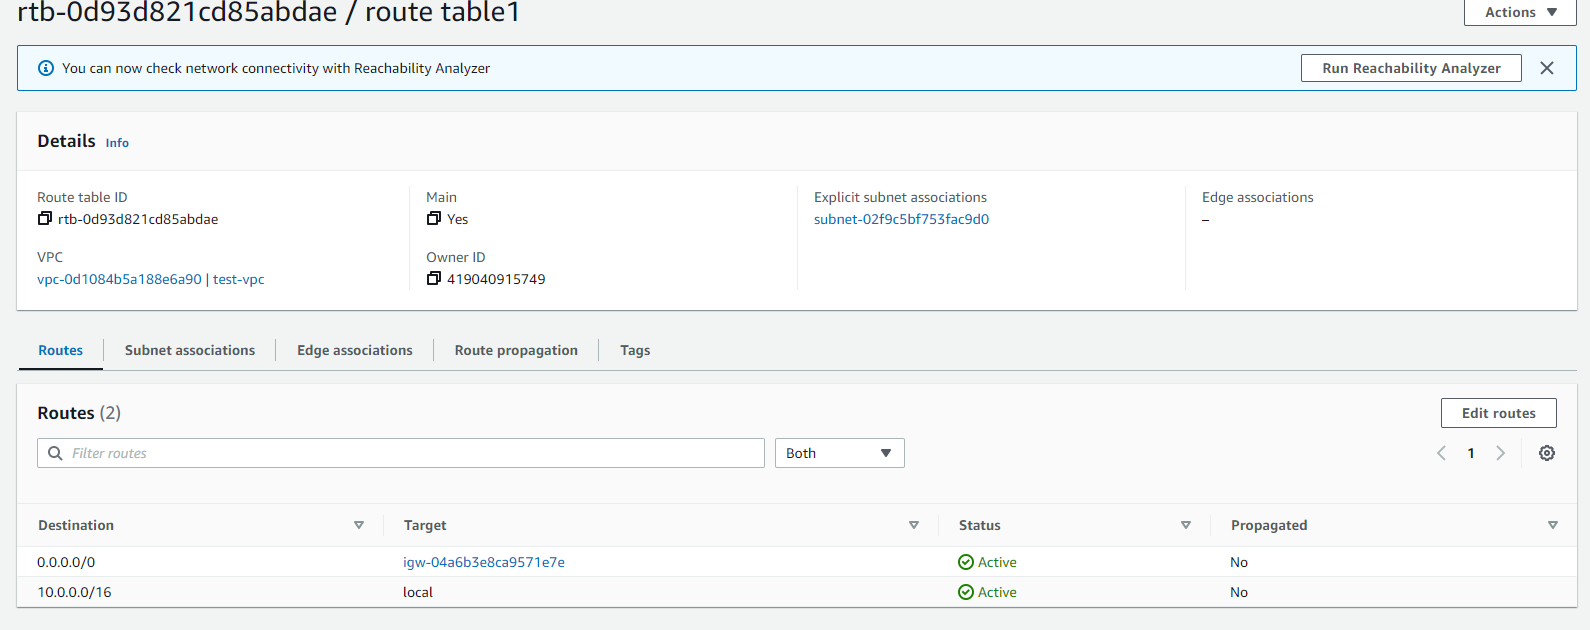 rtb-0d93d821cd85abdae / route table1
Actions
You can now check network connectivity with Reachability Analyzer
Run Reachability Analyzer
Details Info
Route table ID
rtb-0d93d821cd85abdae
Main
Yes
Explicit subnet associations
subnet-02f9c5bf753fac9d0
Edge associations
–
VPC
vpc-0d1084b5a188e6a90 | test-vpc
Owner ID
419040915749
Routes Subnet associations Edge associations Route propagation Tags
Routes (2)
Edit routes
Filter routes
Both
1
Destination Target Status Propagated
0.0.0.0/0 igw-04a6b3e8ca9571e7e Active No
10.0.0.0/16 local Active No